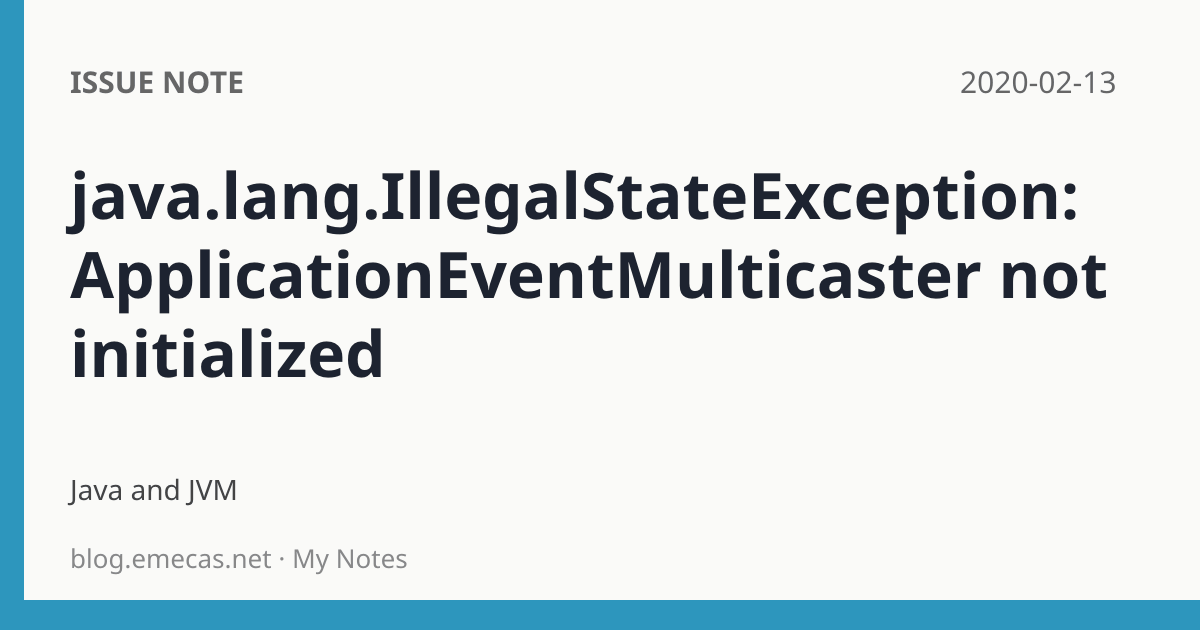 ISSUE NOTE
2020-02-13
java.lang.IllegalStateException:
ApplicationEventMulticaster not
initialized
Java and JVM
blog.emecas.net · My Notes